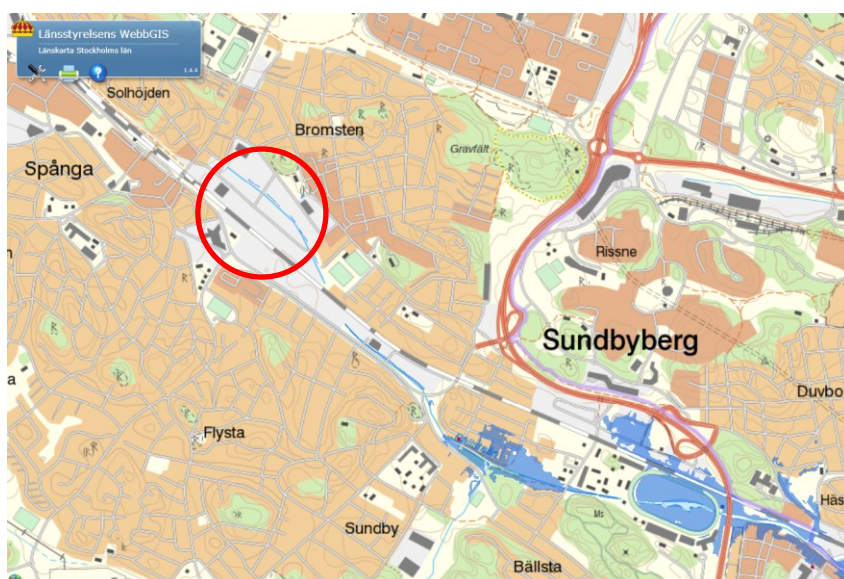 Länsstyrelsens WebbGIS
Länskarta Stockholms län
1.4.4
Solhöjden
Bromsten
Gravfält
Spånga
Rissne
Sundbyberg
Duvbo
Flysta
Häs
Sundby
Ms
Bällsta